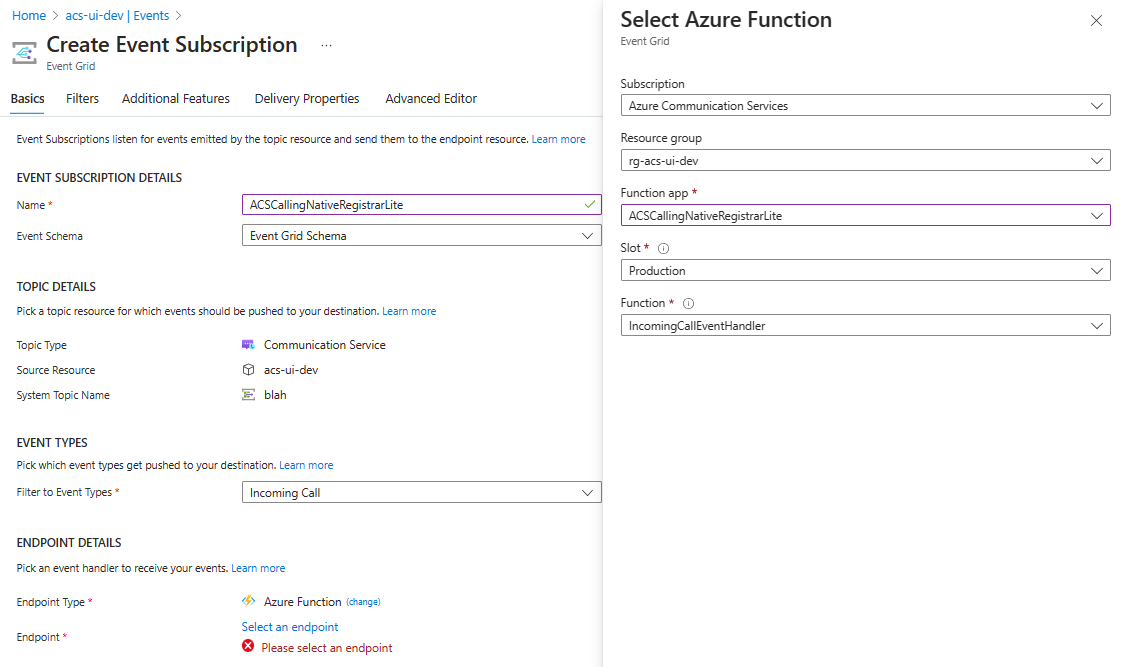 Home > acs-ui-dev | Events >
Create Event Subscription ...
Event Grid
Basics Filters Additional Features Delivery Properties Advanced Editor
Event Subscriptions listen for events emitted by the topic resource and send them to the endpoint resource. Learn more
EVENT SUBSCRIPTION DETAILS
Name * ACSCallingNativeRegistrarLite
Event Schema Event Grid Schema
TOPIC DETAILS
Pick a topic resource for which events should be pushed to your destination. Learn more
Topic Type Communication Service
Source Resource acs-ui-dev
System Topic Name blah
EVENT TYPES
Pick which event types get pushed to your destination. Learn more
Filter to Event Types * Incoming Call
ENDPOINT DETAILS
Pick an event handler to receive your events. Learn more
Endpoint Type * Azure Function (change)
Endpoint * Select an endpoint
Please select an endpoint
Select Azure Function
Event Grid
Subscription
Azure Communication Services
Resource group
rg-acs-ui-dev
Function app *
ACSCallingNativeRegistrarLite
Slot *
Production
Function *
IncomingCallEventHandler